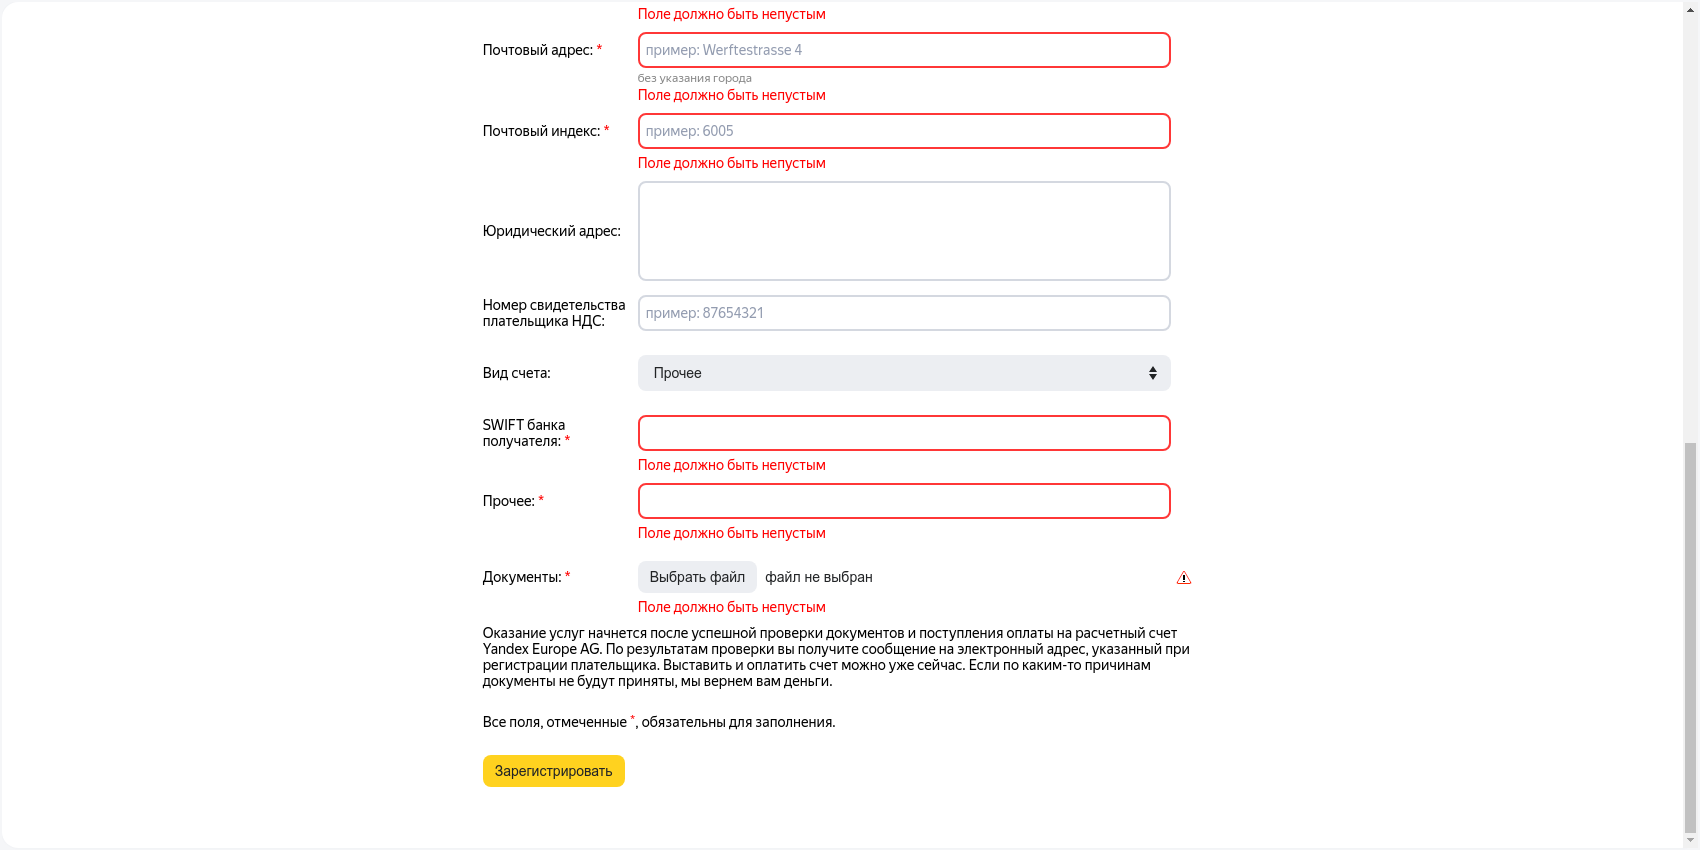 Поле должно быть непустым
Почтовый адрес: *
пример: Werftestrasse 4
без указания города
Поле должно быть непустым
Почтовый индекс: *
пример: 6005
Поле должно быть непустым
Юридический адрес:
Номер свидетельства
плательщика НДС:
пример: 87654321
Вид счета:
Прочее
SWIFT банка
получателя: *
Поле должно быть непустым
Прочее: *
Поле должно быть непустым
Документы: *
Выбрать файл файл не выбран
Поле должно быть непустым
Оказание услуг начнется после успешной проверки документов и поступления оплаты на расчетный счет
Yandex Europe AG. По результатам проверки вы получите сообщение на электронный адрес, указанный при
регистрации плательщика. Выставить и оплатить счет можно уже сейчас. Если по каким-то причинам
документы не будут приняты, мы вернем вам деньги.
Все поля, отмеченные *, обязательны для заполнения.
Зарегистрировать